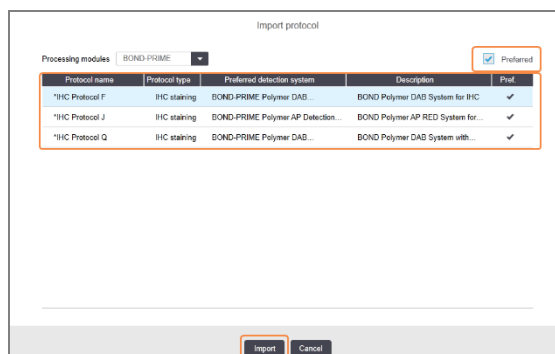 Import protocol
Processing modules BOND-PRIME Preferred
Protocol name Protocol type Preferred detection system Description Pref.
*IHC Protocol F IHC staining BOND-PRIME Polymer DAB... BOND Polymer DAB System for IHC
*IHC Protocol J IHC staining BOND-PRIME Polymer AP Detection... BOND Polymer AP RED System for...
*IHC Protocol Q IHC staining BOND-PRIME Polymer DAB... BOND Polymer DAB System with...
Import Cancel